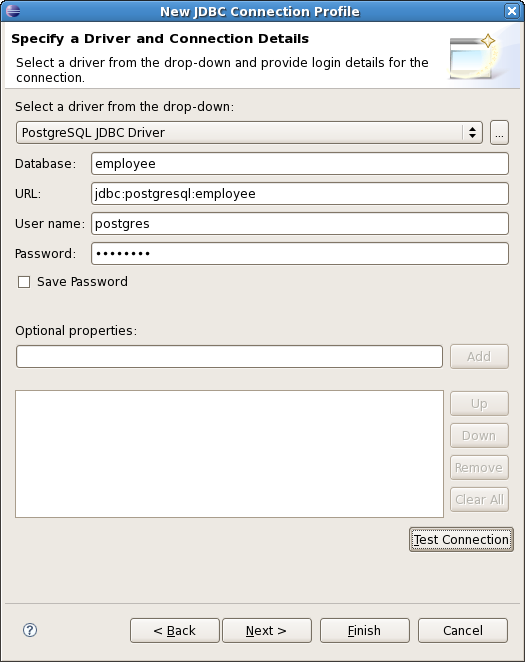 New JDBC Connection Profile
Specify a Driver and Connection Details
Select a driver from the drop-down and provide login details for the
connection.
Select a driver from the drop-down:
PostgreSQL JDBC Driver
...
Database: employee
URL: jdbc:postgresql:employee
User name: postgres
Password: ••••••••
Save Password
Optional properties:
Add
Up
Down
Remove
Clear All
Test Connection
? < Back Next > Finish Cancel